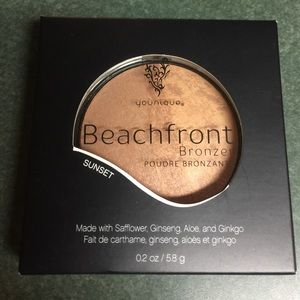 younique®
Beachfront
Bronzer
POUDRE BRONZANTE
SUNSET
Made with Safflower, Ginseng, Aloe, and Ginkgo
Fait de carthame, ginseng, aloès et ginkgo
0.2 oz / 5.8 g